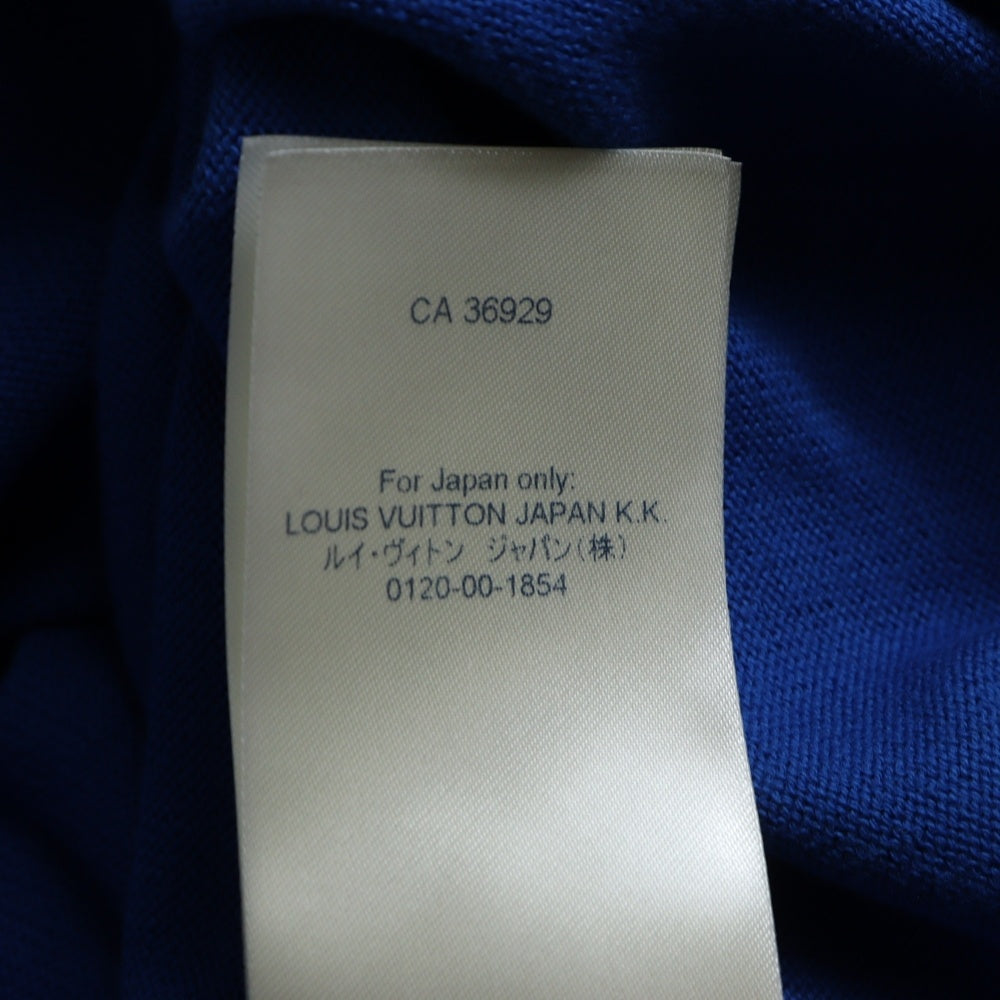 CA 36929
For Japan only:
LOUIS VUITTON JAPAN K.K.
ルイ・ヴィトン　ジャパン(株)
0120-00-1854